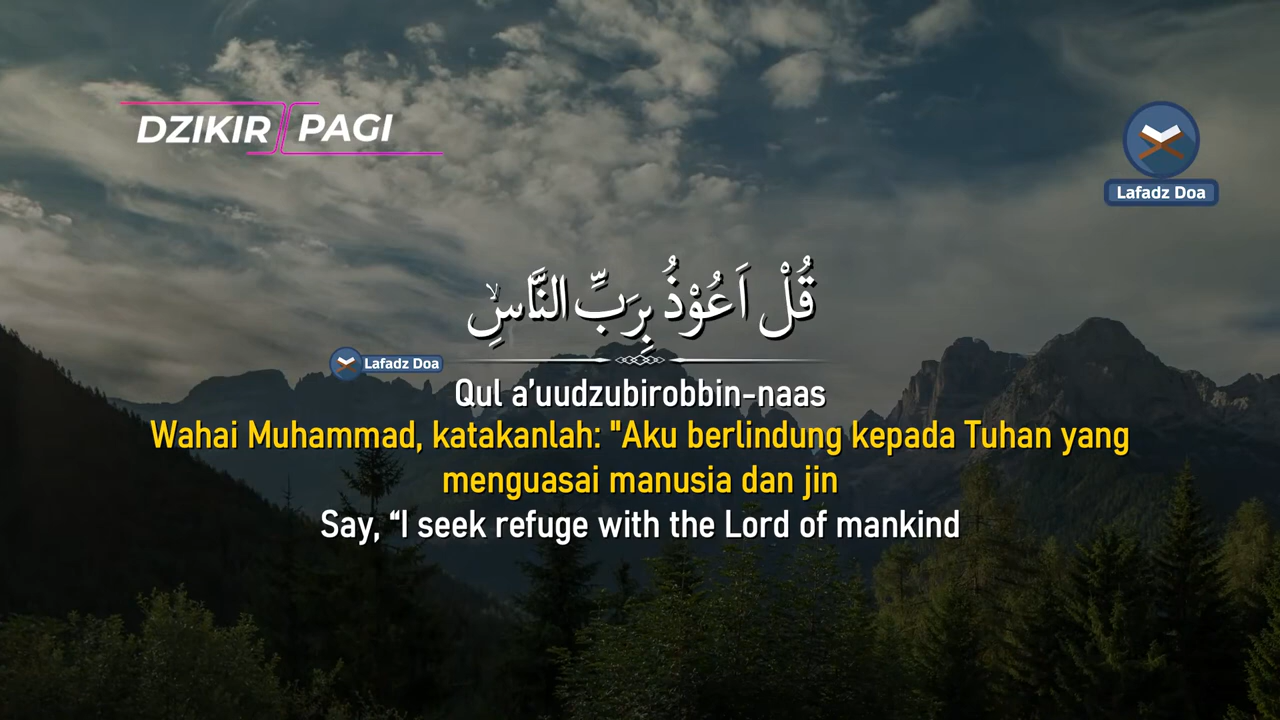 DZIKIR PAGI
Lafadz Doa
قُلْ اَعُوْذُ بِرَبِّ النَّاسِۙ
Lafadz Doa
Qul a’uudzubirobbin-naas
Wahai Muhammad, katakanlah: "Aku berlindung kepada Tuhan yang
menguasai manusia dan jin
Say, “I seek refuge with the Lord of mankind